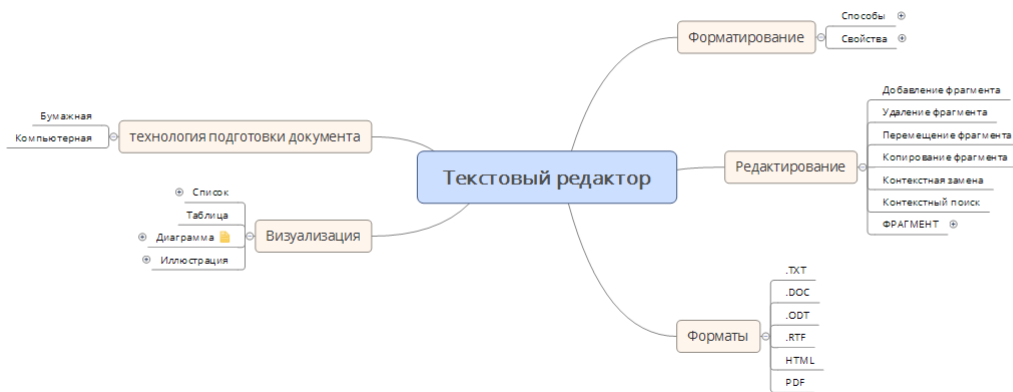 Текстовый редактор
Форматирование
Способы
Свойства
Редактирование
Добавление фрагмента
Удаление фрагмента
Перемещение фрагмента
Копирование фрагмента
Контекстная замена
Контекстный поиск
ФРАГМЕНТ
Форматы
.TXT
.DOC
.ODT
.RTF
HTML
PDF
технология подготовки документа
Бумажная
Компьютерная
Визуализация
Список
Таблица
Диаграмма
Иллюстрация